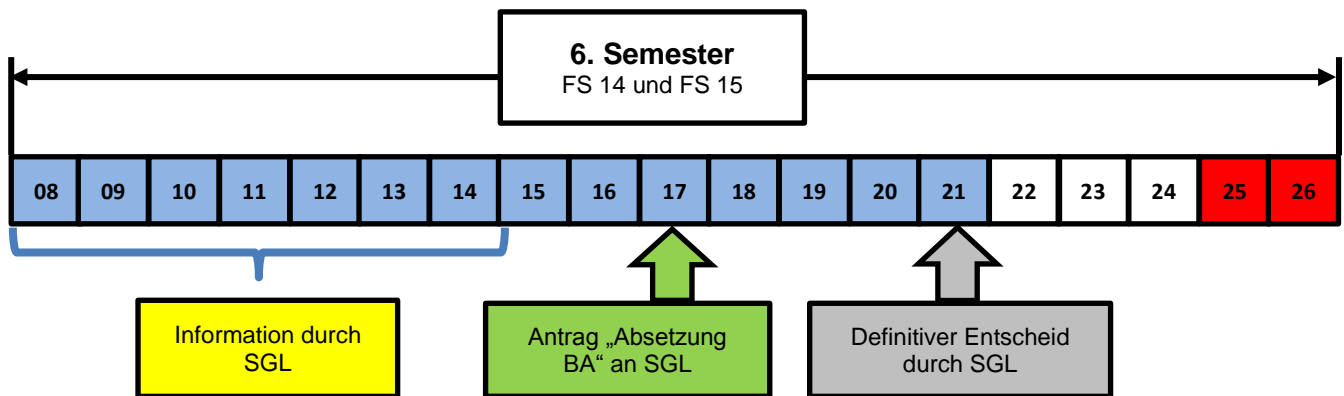 6. Semester
FS 14 und FS 15
08 09 10 11 12 13 14 15 16 17 18 19 20 21 22 23 24 25 26
Information durch
SGL
Antrag „Absetzung
BA“ an SGL
Definitiver Entscheid
durch SGL